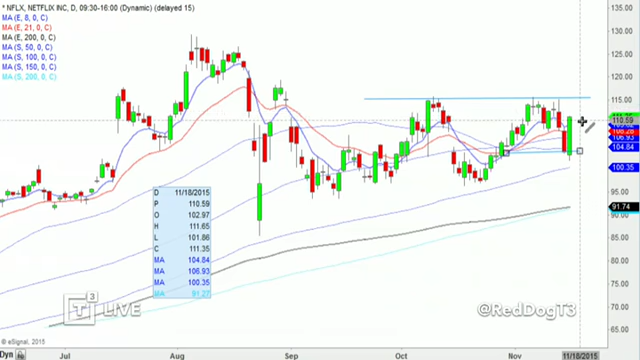 * NFLX, NETFLIX INC, D, 09:30-16:00 (Dynamic) (delayed 15)
MA (E, 8, 0, C)
MA (E, 21, 0, C)
MA (E, 200, 0, C)
MA (S, 50, 0, C)
MA (S, 100, 0, C)
MA (S, 150, 0, C)
MA (S, 200, 0, C)
135.00
130.00
125.00
120.00
115.00
110.59
106.93
104.84
100.35
95.00
91.74
85.00
80.00
75.00
70.00
65.00
D 11/18/2015
P 110.59
O 102.97
H 111.65
L 101.86
C 111.35
MA 104.84
MA 106.93
MA 100.35
MA 91.27
T3 LIVE
@RedDogT3
© eSignal, 2015
Dyn
Jul
Aug
Sep
Oct
Nov
11/18/2015